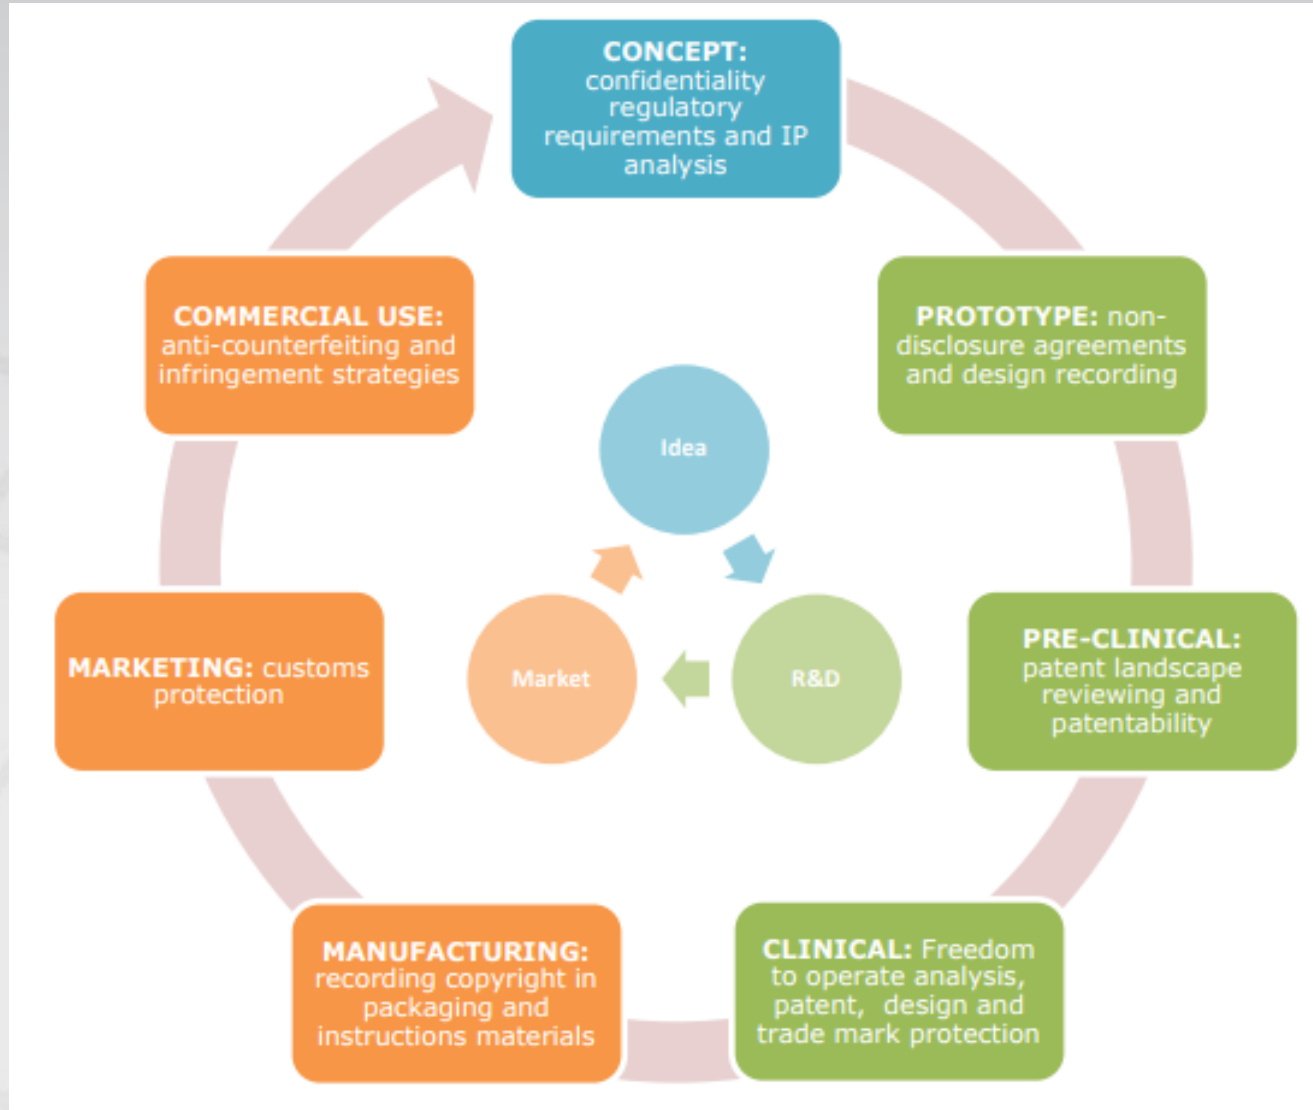 CONCEPT:
confidentiality
regulatory
requirements and IP
analysis
PROTOTYPE: non-
disclosure agreements
and design recording
PRE-CLINICAL:
patent landscape
reviewing and
patentability
CLINICAL: Freedom
to operate analysis,
patent,  design and
trade mark protection
MANUFACTURING:
recording copyright in
packaging and
instructions materials
MARKETING: customs
protection
COMMERCIAL USE:
anti-counterfeiting and
infringement strategies
Idea
R&D
Market